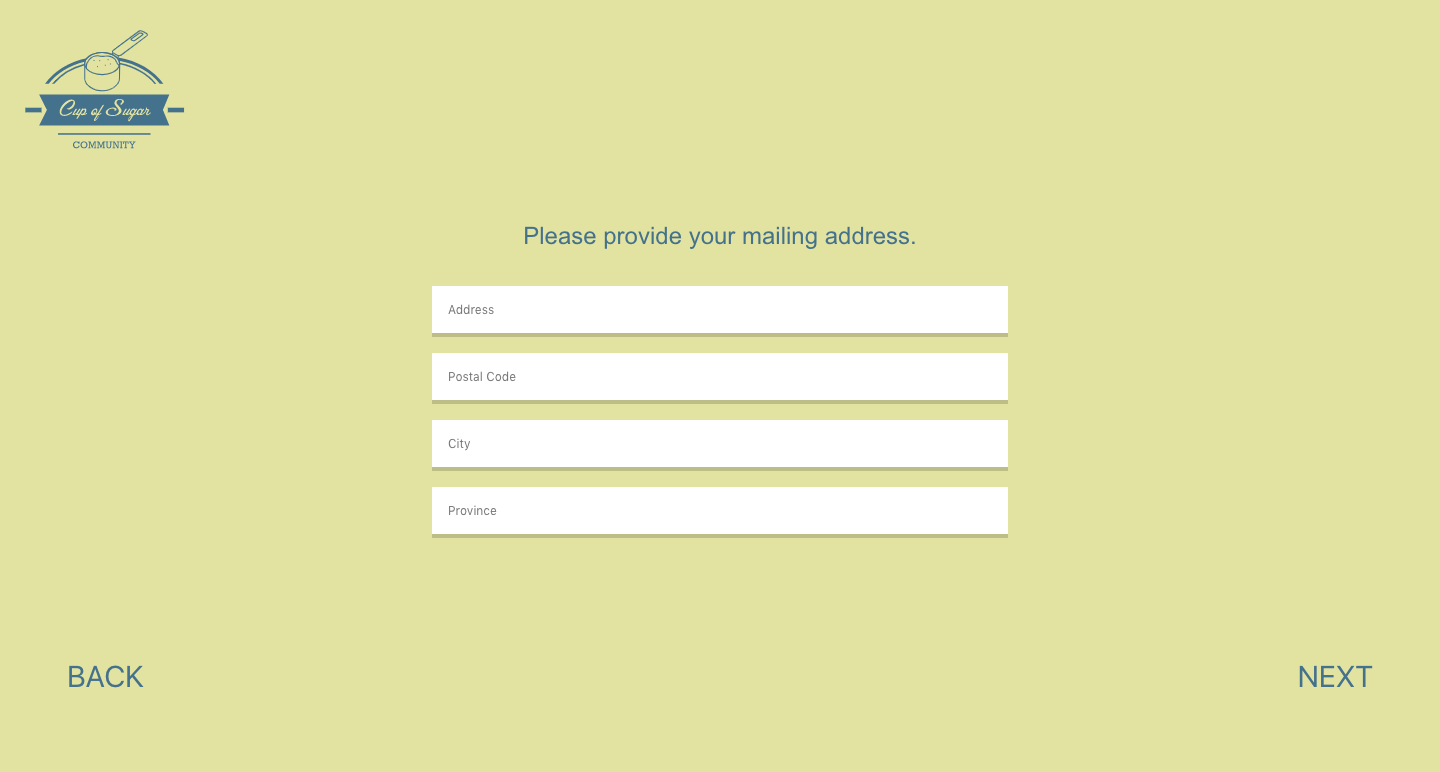 Cup of Sugar
COMMUNITY
Please provide your mailing address.
Address
Postal Code
City
Province
BACK
NEXT